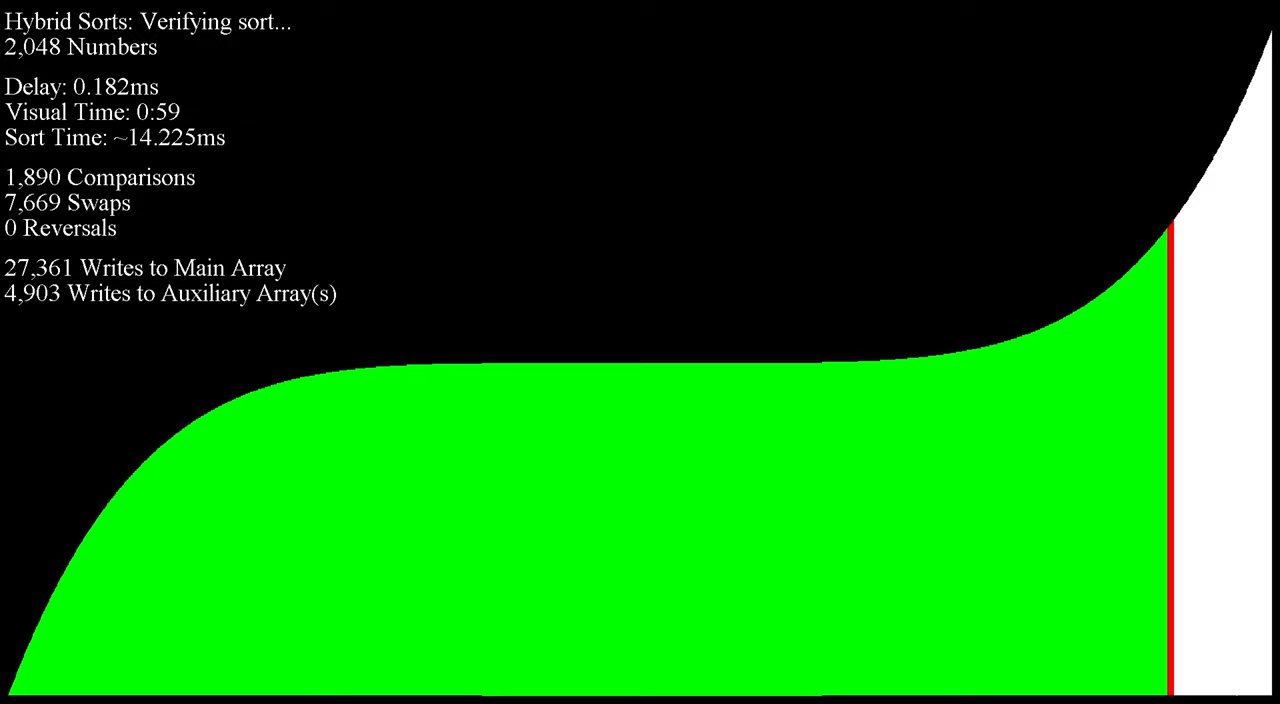 Hybrid Sorts: Verifying sort...
2,048 Numbers
Delay: 0.182ms
Visual Time: 0:59
Sort Time: ~14.225ms
1,890 Comparisons
7,669 Swaps
0 Reversals
27,361 Writes to Main Array
4,903 Writes to Auxiliary Array(s)